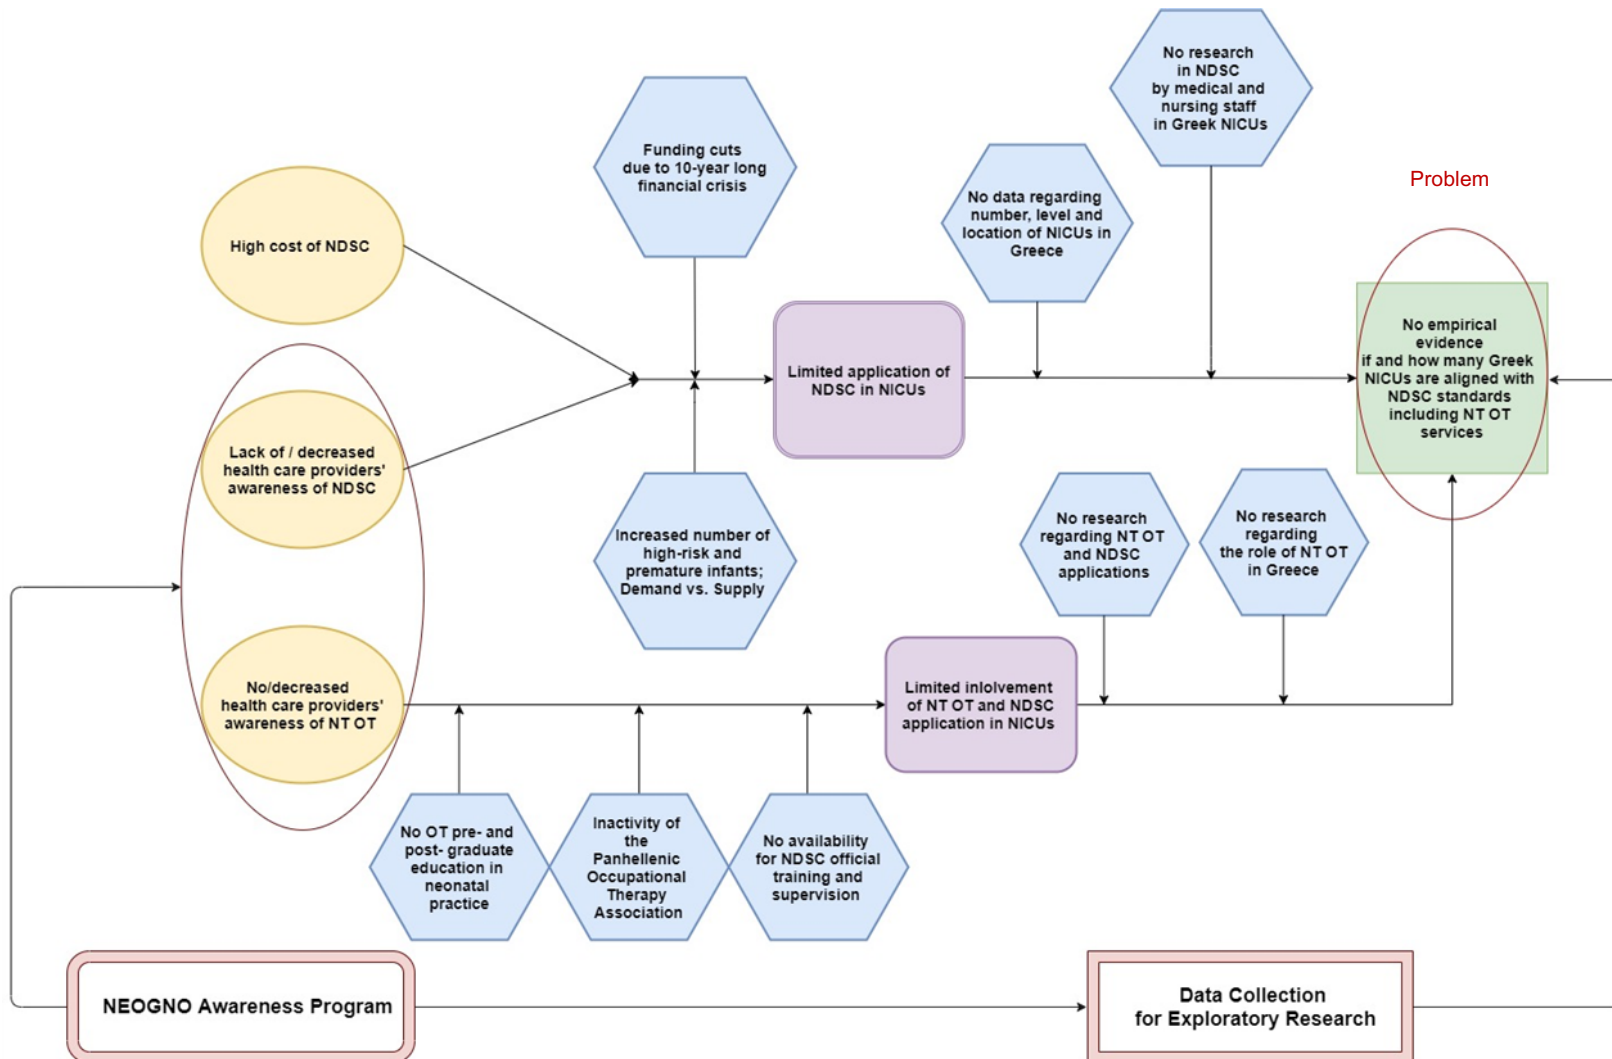 No research
in NDSC
by medical and
nursing staff
in Greek NICUs
Funding cuts
due to 10-year long
financial crisis
Problem
No data regarding
number, level and
location of NICUs in
Greece
High cost of NDSC
Limited application of
NDSC in NICUs
No empirical
evidence
if and how many Greek
NICUs are aligned with
NDSC standards
including NT OT
services
Lack of / decreased
health care providers'
awareness of NDSC
Increased number of
high-risk and
premature infants;
Demand vs. Supply
No research
regarding NT OT
and NDSC
applications
No research
regarding
the role of NT OT
in Greece
No/decreased
health care providers'
awareness of NT OT
Limited inlolvement
of NT OT and NDSC
application in NICUs
No OT pre- and
post- graduate
education in
neonatal
practice
Inactivity of
the
Panhellenic
Occupational
Therapy
Association
No availability
for NDSC official
training and
supervision
NEOGNO Awareness Program
Data Collection
for Exploratory Research